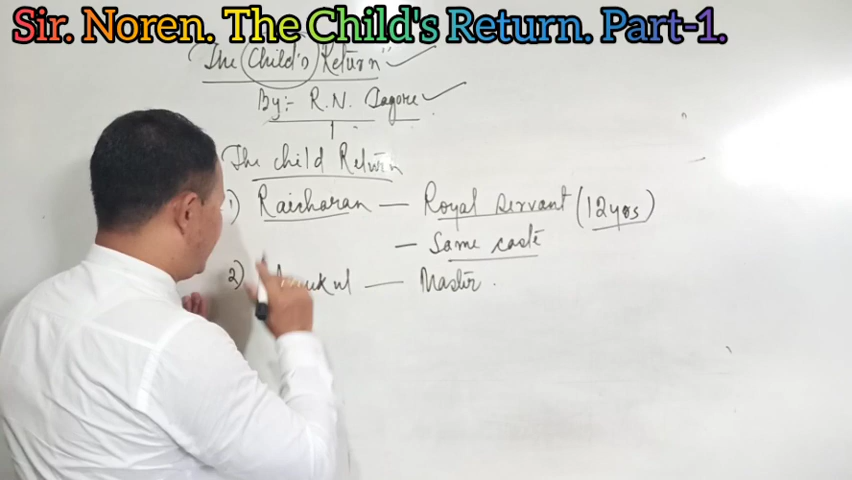 Sir. Noren. The Child's Return. Part-1.
"The Child's Return"
By:- R.N. Tagore
The child Return
1) Raicharan — Royal servant (12yrs)
— Same caste
2) — Master.